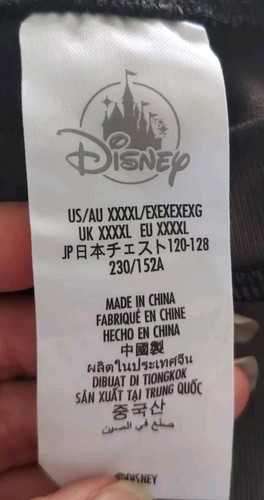 Disney
US/AU XXXXL/EXEXEXEXG
UK XXXXL EU XXXXL
JP日本チェスト120-128
230/152A
MADE IN CHINA
FABRIQUÉ EN CHINE
HECHO EN CHINA
中國製
ผลิตในประเทศจีน
DIBUAT DI TIONGKOK
SẢN XUẤT TẠI TRUNG QUỐC
중국산
صنع في الصين
©DISNEY